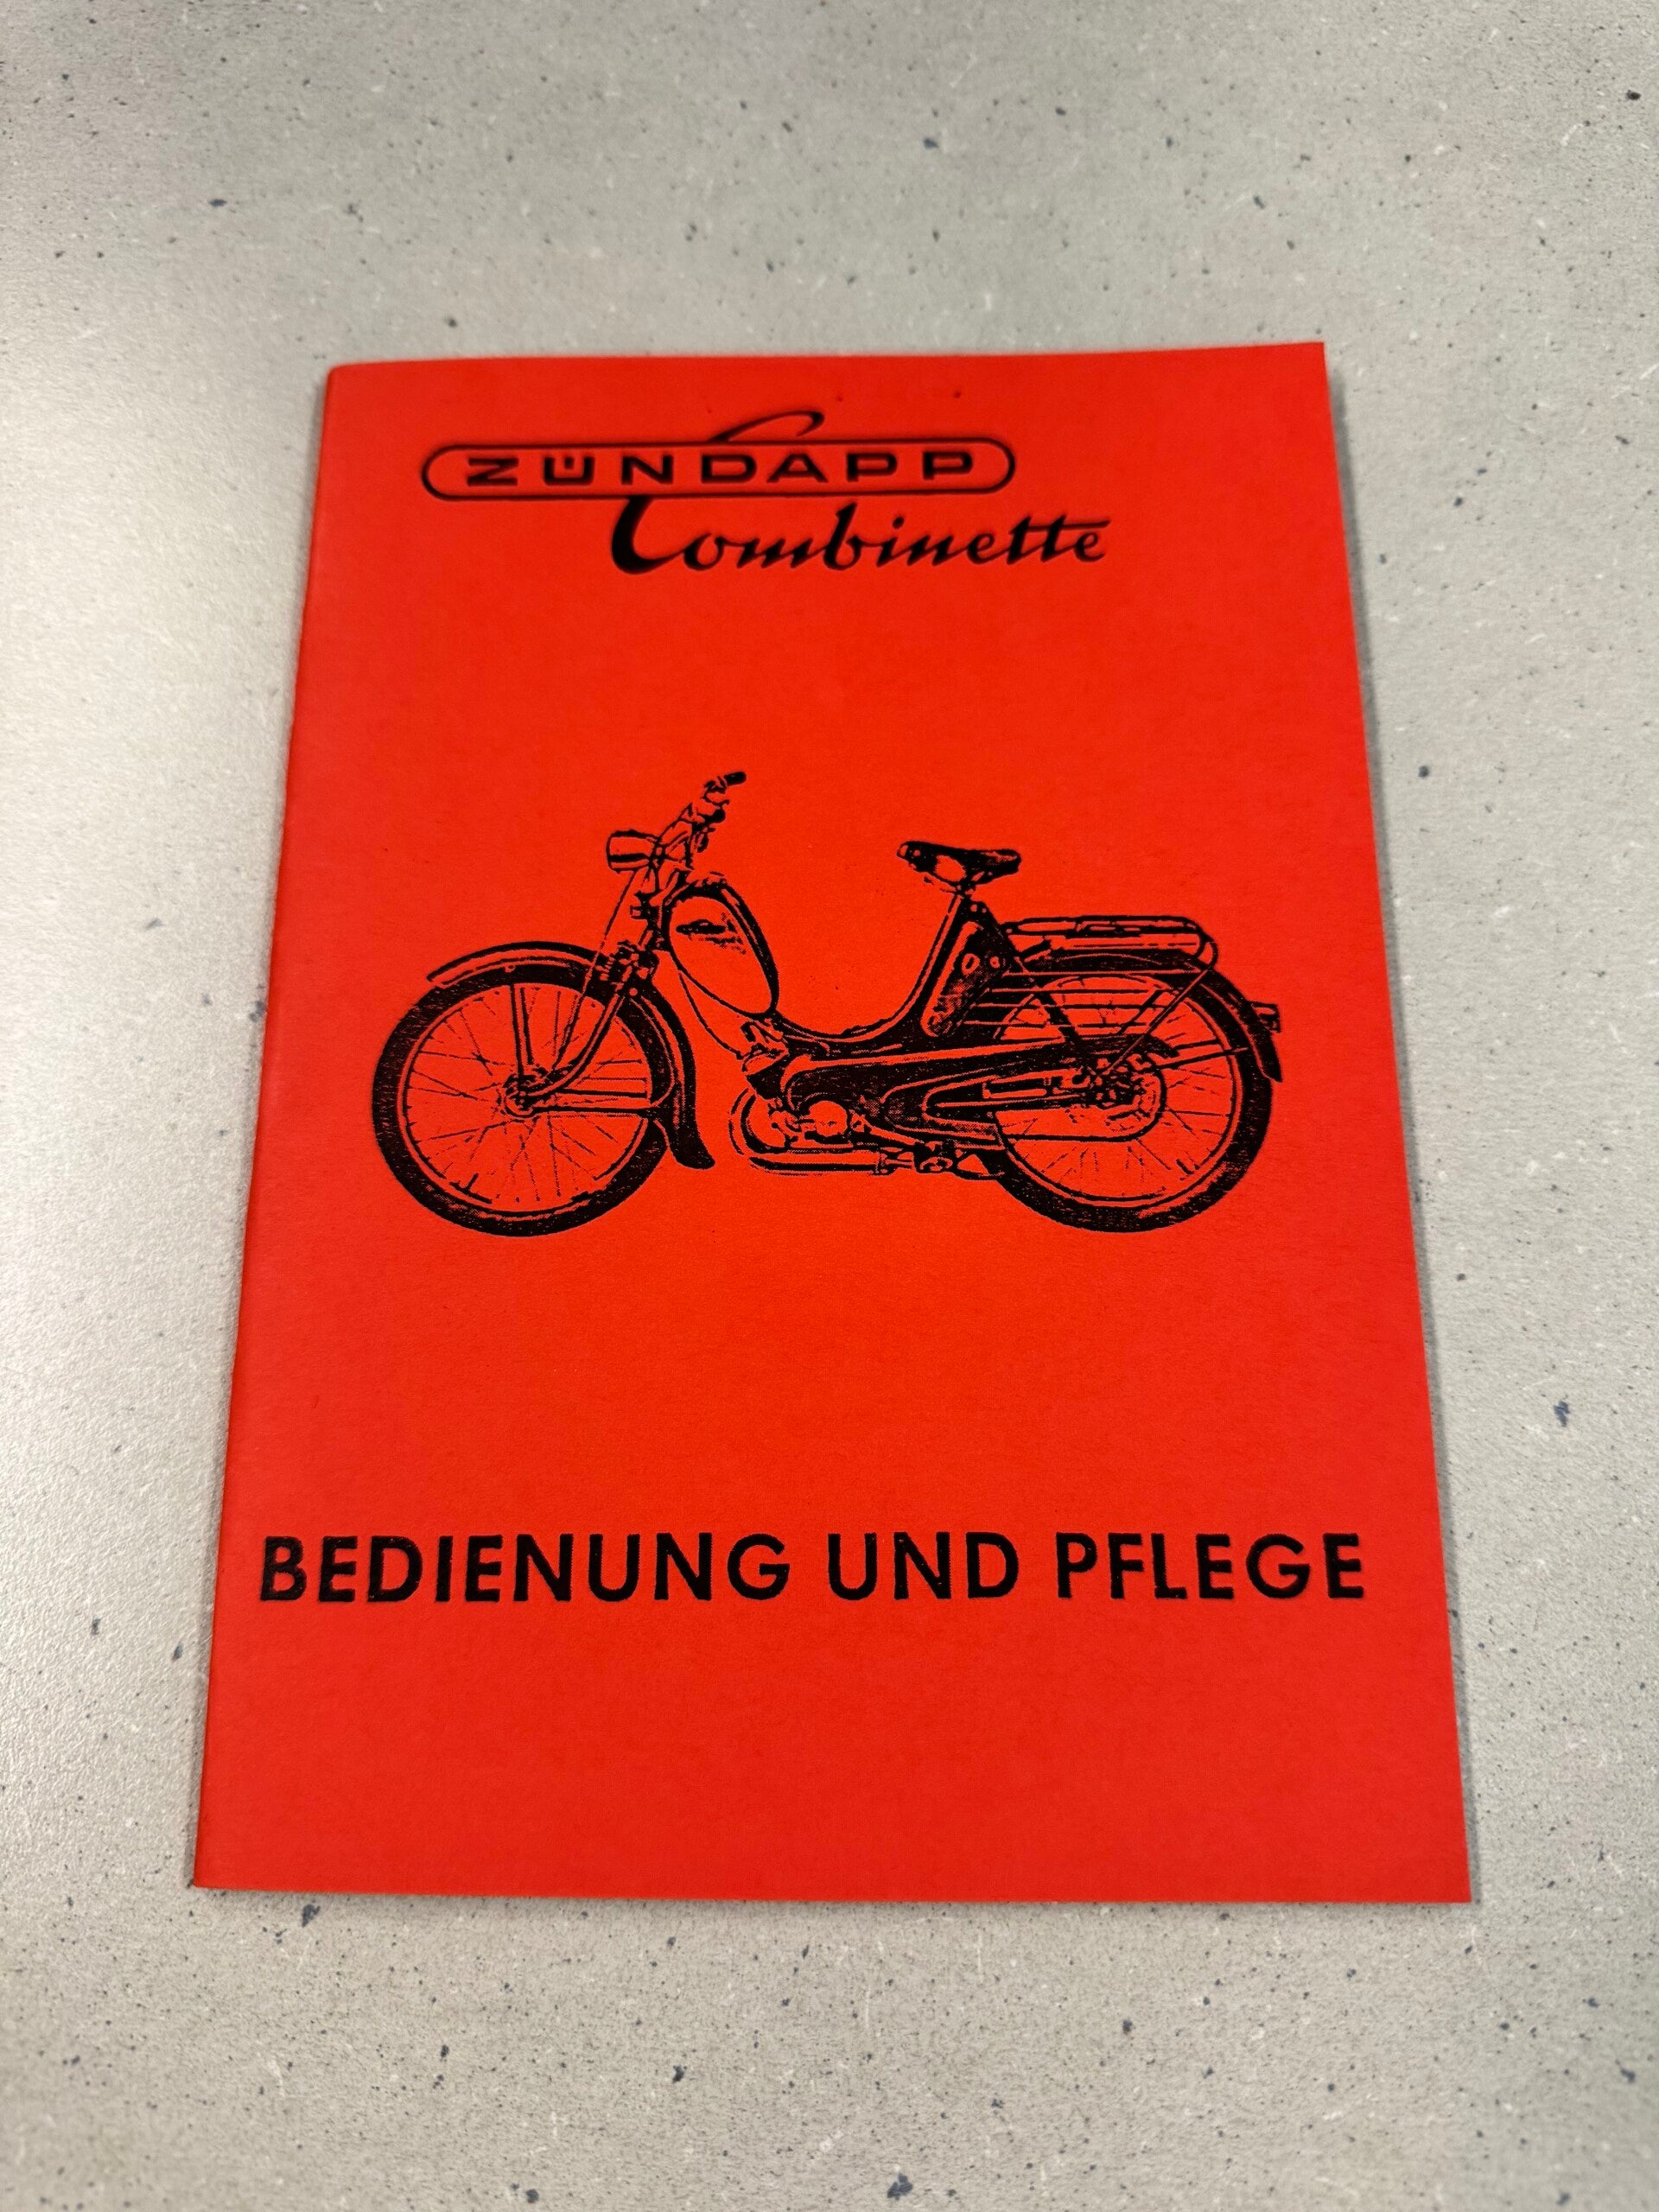 ZÜNDAPP
Combinette
BEDIENUNG UND PFLEGE